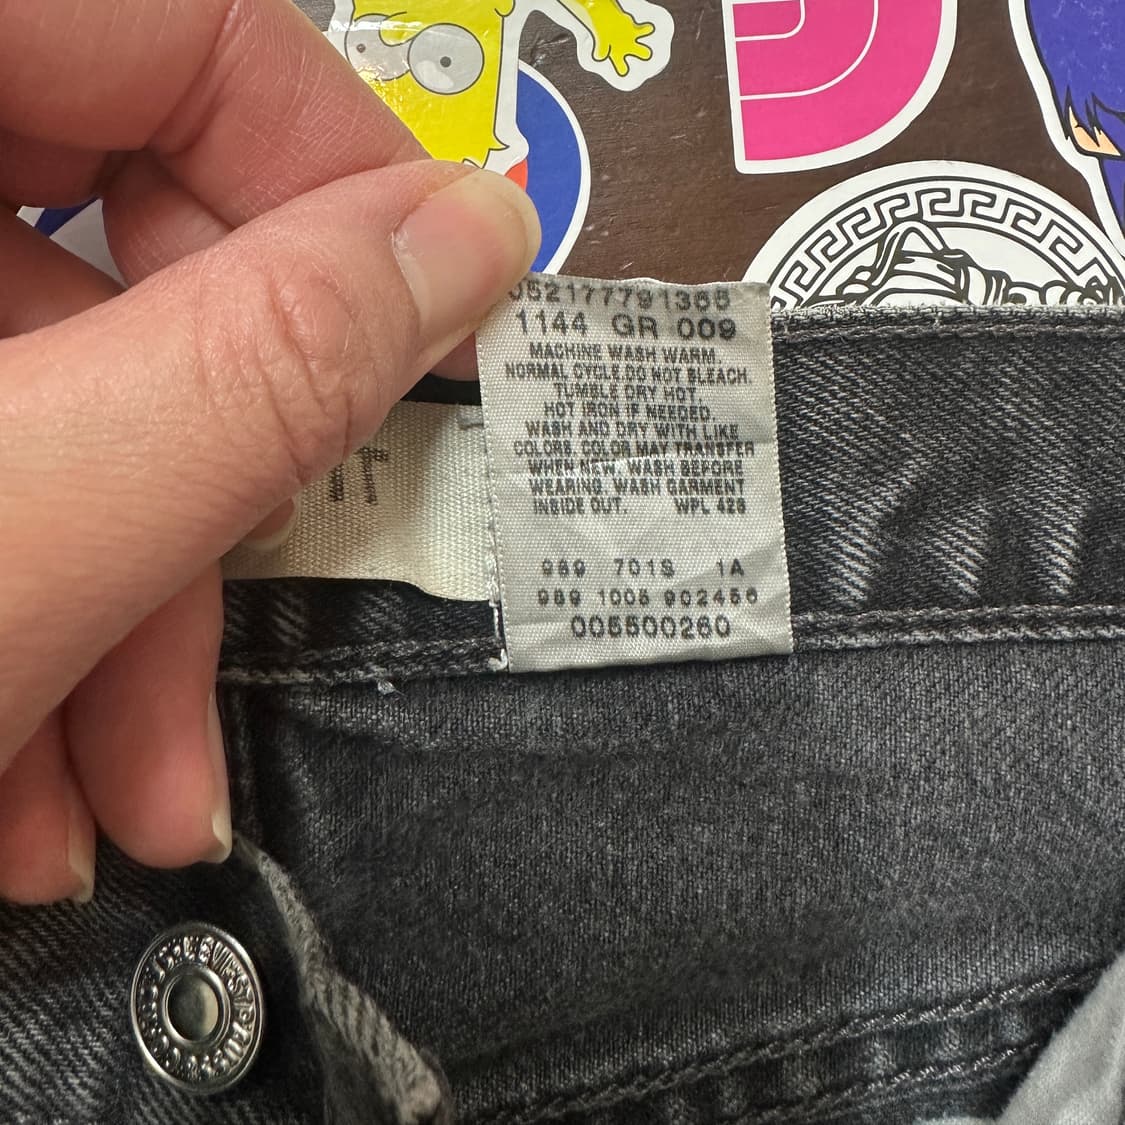 052177791365
1144 GR 009
MACHINE WASH WARM.
NORMAL CYCLE DO NOT BLEACH.
TUMBLE DRY HOT.
HOT IRON IF NEEDED.
WASH AND DRY WITH LIKE
COLORS. COLOR MAY TRANSFER
WHEN NEW. WASH BEFORE
WEARING. WASH GARMENT
INSIDE OUT. WPL 423
989 701S 1A
989 1005 902456
005500260